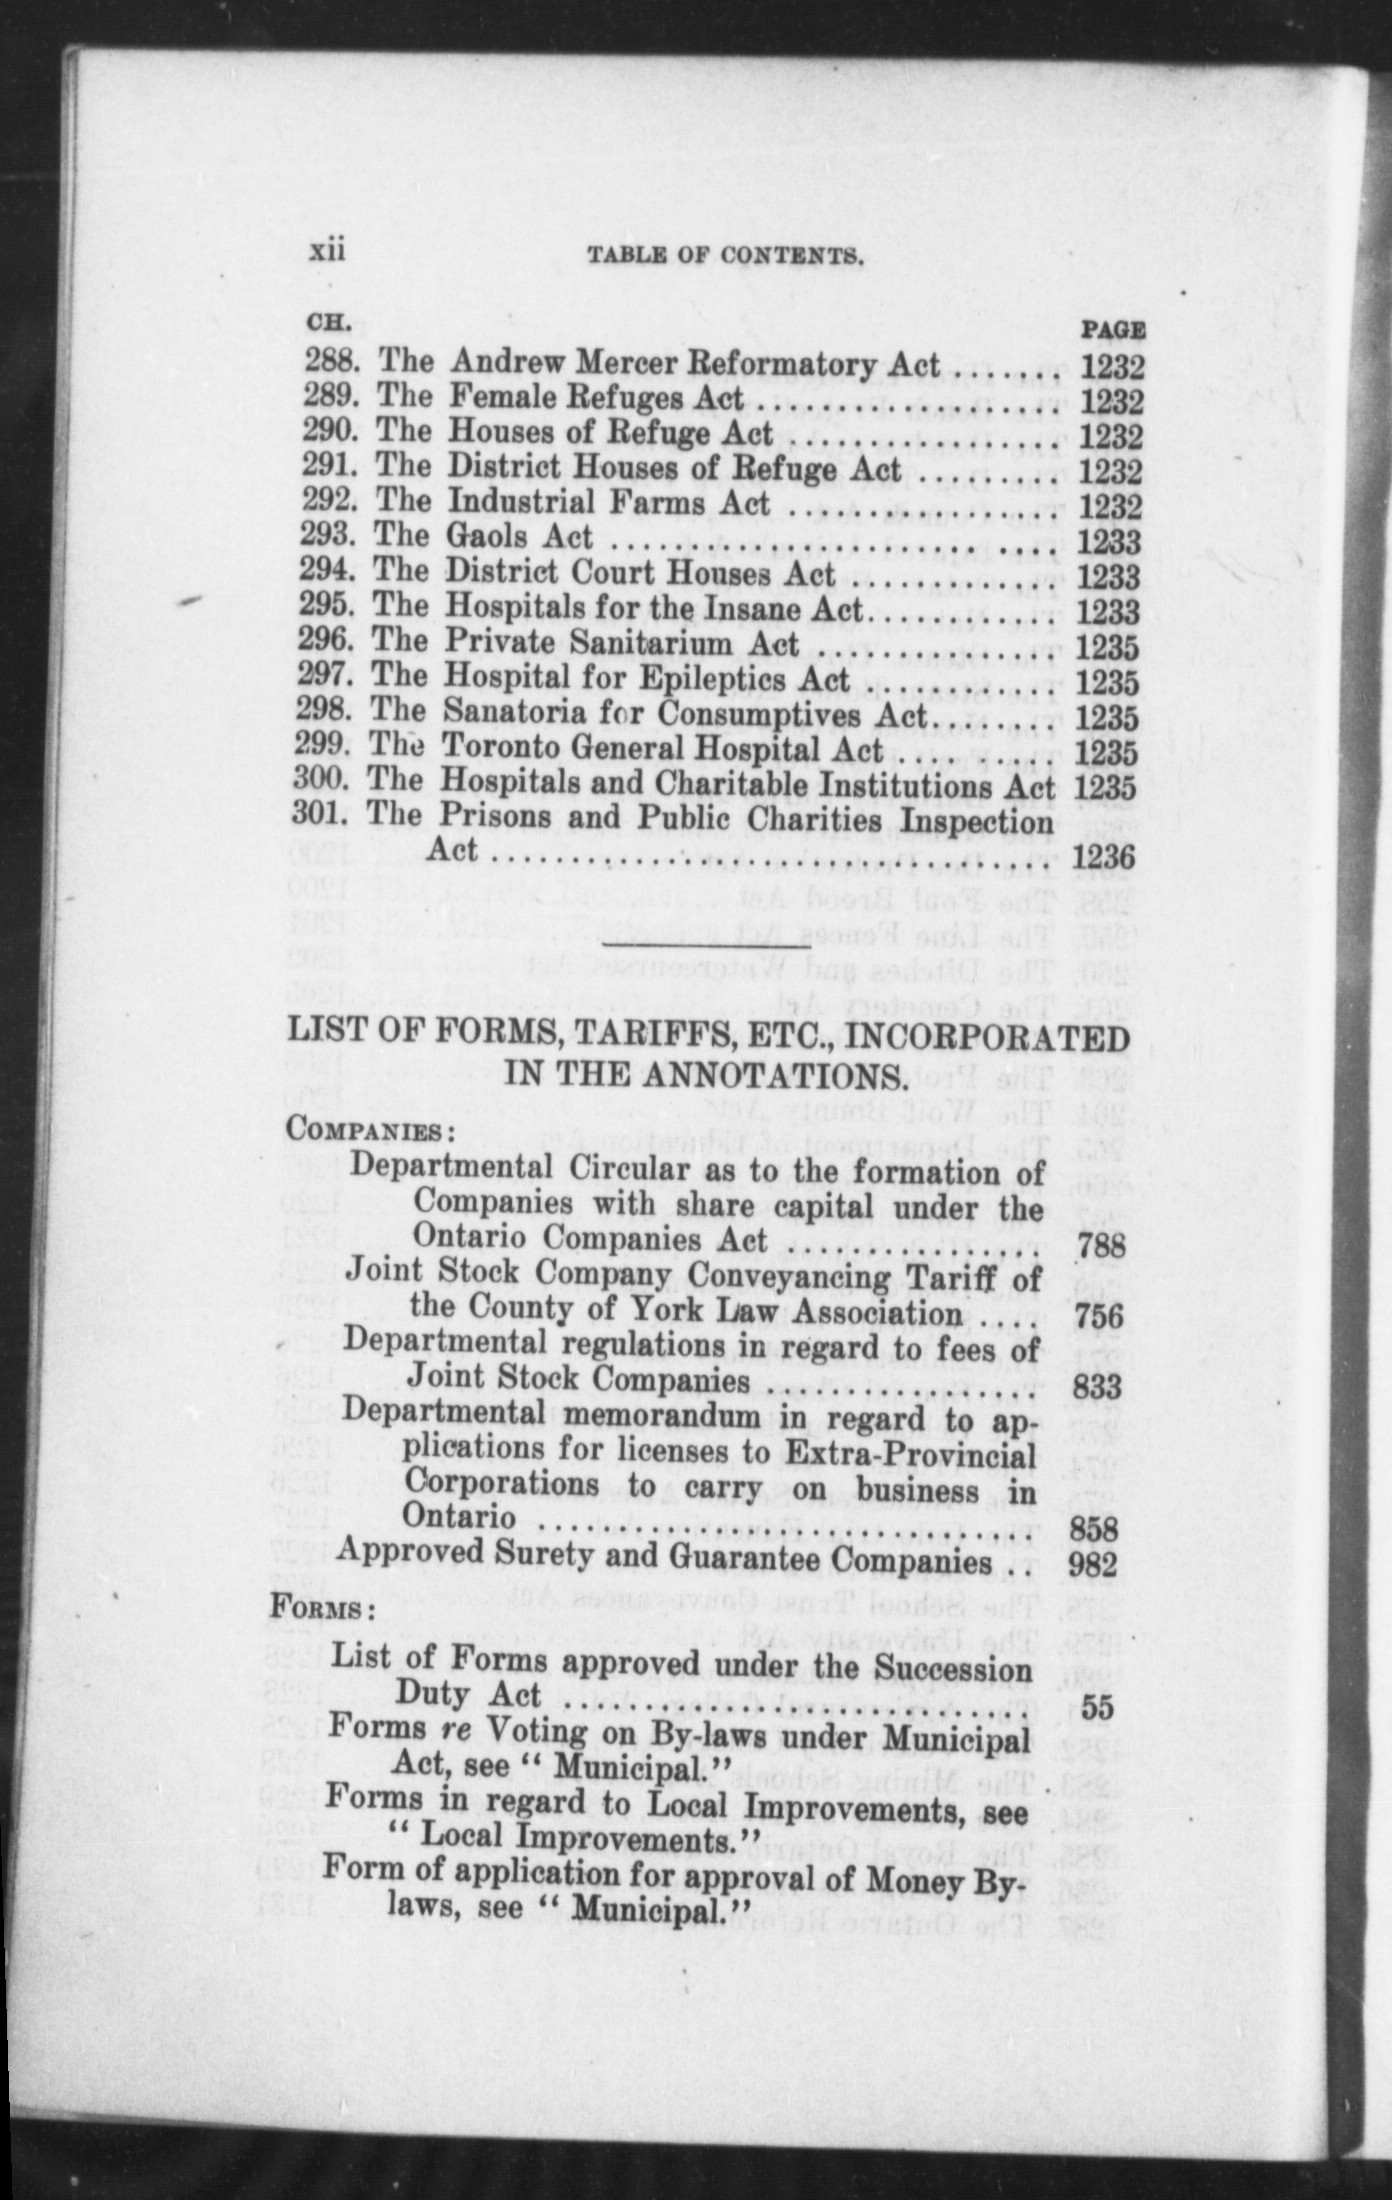 xii TABLE OF CONTENTS.
CH. PAGE
288. The Andrew Mercer Reformatory Act ....... 1232
289. The Female Refuges Act ................... 1232
290. The Houses of Refuge Act ................. 1232
291. The District Houses of Refuge Act ......... 1232
292. The Industrial Farms Act ................. 1232
293. The Gaols Act ....................... .... 1233
294. The District Court Houses Act ............. 1233
295. The Hospitals for the Insane Act............ 1233
296. The Private Sanitarium Act ............... 1235
297. The Hospital for Epileptics Act ............ 1235
298. The Sanatoria for Consumptives Act........ 1235
299. The Toronto General Hospital Act .... ..... 1235
300. The Hospitals and Charitable Institutions Act 1235
301. The Prisons and Public Charities Inspection
Act ................................... 1236
LIST OF FORMS, TARIFFS, ETC., INCORPORATED
IN THE ANNOTATIONS.
COMPANIES:
Departmental Circular as to the formation of
Companies with share capital under the
Ontario Companies Act ................ 788
Joint Stock Company Conveyancing Tariff of
the County of York Law Association .... 756
Departmental regulations in regard to fees of
Joint Stock Companies ................. 833
Departmental memorandum in regard to ap-
plications for licenses to Extra-Provincial
Corporations to carry on business in
Ontario ............................... 858
Approved Surety and Guarantee Companies .. 982
FORMS:
List of Forms approved under the Succession
Duty Act ............................. 55
Forms re Voting on By-laws under Municipal
Act, see "Municipal."
Forms in regard to Local Improvements, see
"Local Improvements."
Form of application for approval of Money By-
laws, see "Municipal."